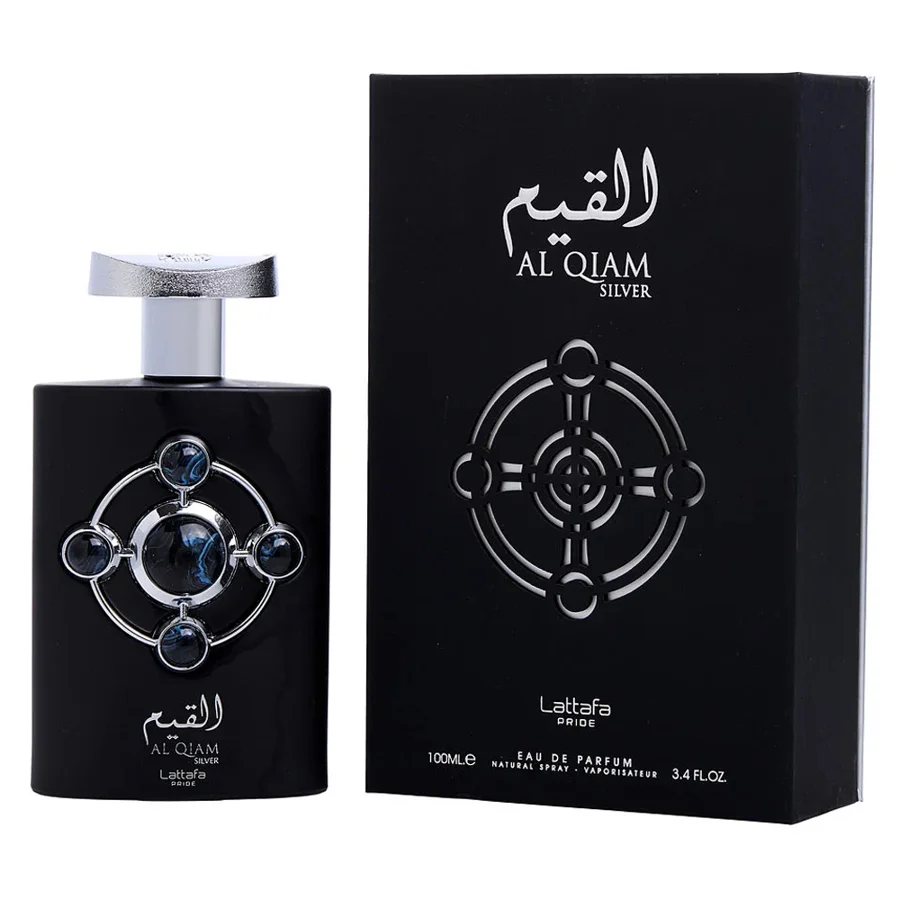 القيم
AL QIAM
SILVER
Lattafa
PRIDE
القيم
AL QIAM
SILVER
Lattafa
PRIDE
100MLe
EAU DE PARFUM
NATURAL SPRAY - VAPORISATEUR
3.4 FL.OZ.